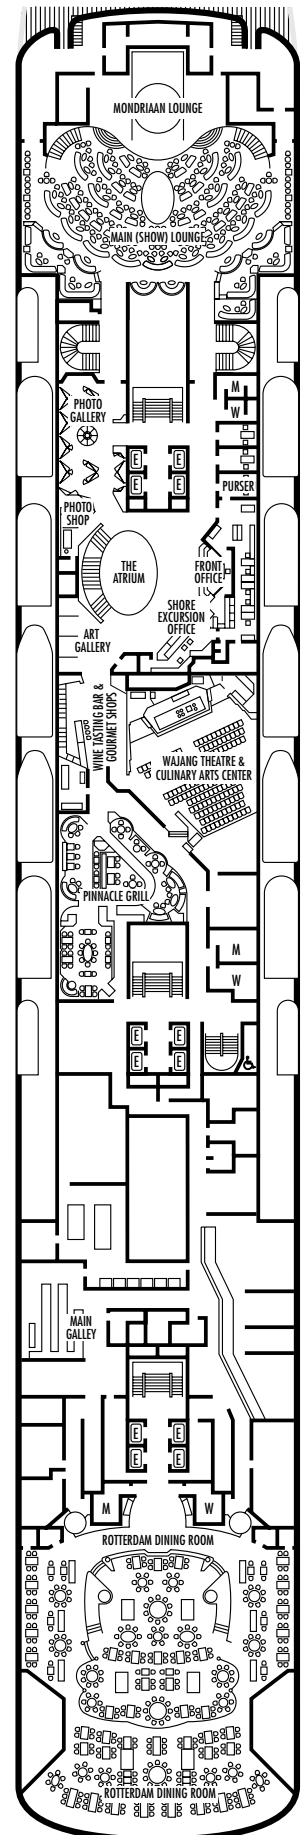 MONDRIAAN LOUNGE
MAIN (SHOW) LOUNGE
M
W
PHOTO
GALLERY
E E
E E
PURSER
PHOTO
SHOP
THE
ATRIUM
FRONT
OFFICE
SHORE
EXCURSION
OFFICE
ART
GALLERY
WINE TASTING BAR &
GOURMET SHOPS
WAJANG THEATRE &
CULINARY ARTS CENTER
PINNACLE GRILL
M
W
E E
E E
MAIN
GALLEY
E E
E E
M W
ROTTERDAM DINING ROOM
ROTTERDAM DINING ROOM